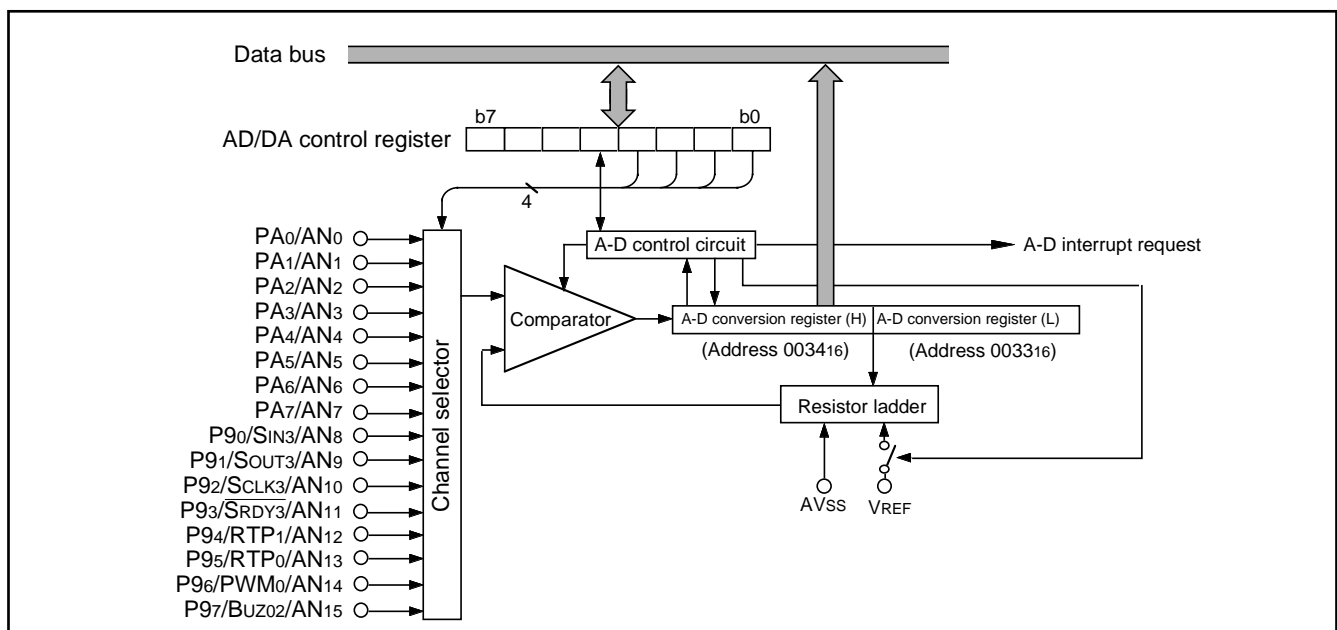 Data bus
b7
b0
AD/DA control register
4
PA0/AN0
PA1/AN1
PA2/AN2
PA3/AN3
PA4/AN4
PA5/AN5
PA6/AN6
PA7/AN7
P90/SIN3/AN8
P91/SOUT3/AN9
P92/SCLK3/AN10
P93/SRDY3/AN11
P94/RTP1/AN12
P95/RTP0/AN13
P96/PWM0/AN14
P97/BUZ02/AN15
Channel selector
A-D control circuit
A-D interrupt request
Comparator
A-D conversion register (H)
A-D conversion register (L)
(Address 003416)
(Address 003316)
Resistor ladder
AVSS
VREF